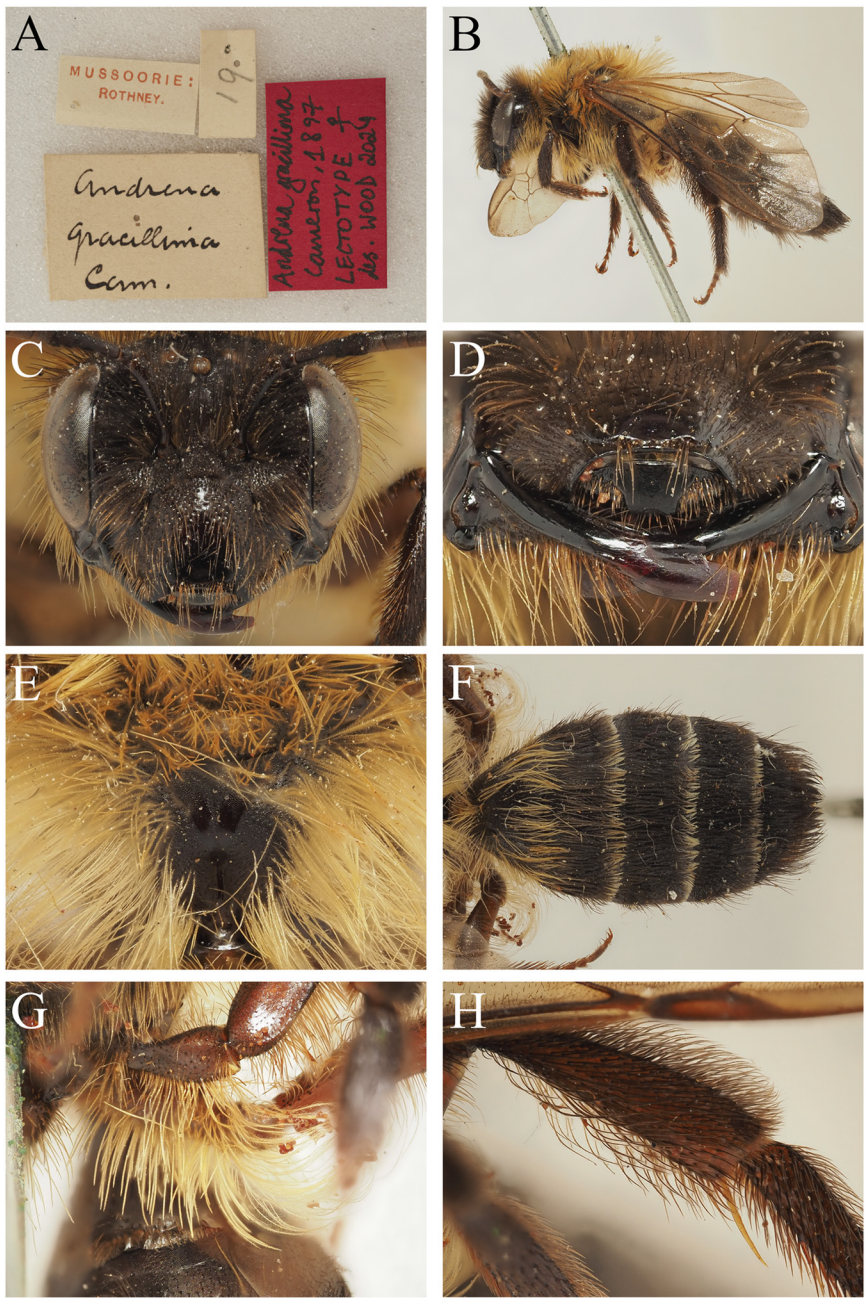 A
MUSSOORIE:
ROTHNEY.
19.
Andrena
gracillima
Cam.
Andrena gracillima
Cameron, 1897
LECTOTYPE ♀
des. WOOD 2024
B
C
D
E
F
G
H